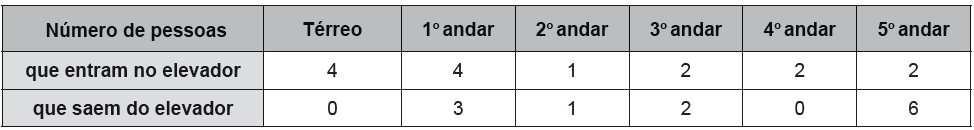 Número de pessoas Térreo 1º andar 2º andar 3º andar 4º andar 5º andar
que entram no elevador 4 4 1 2 2 2
que saem do elevador 0 3 1 2 0 6